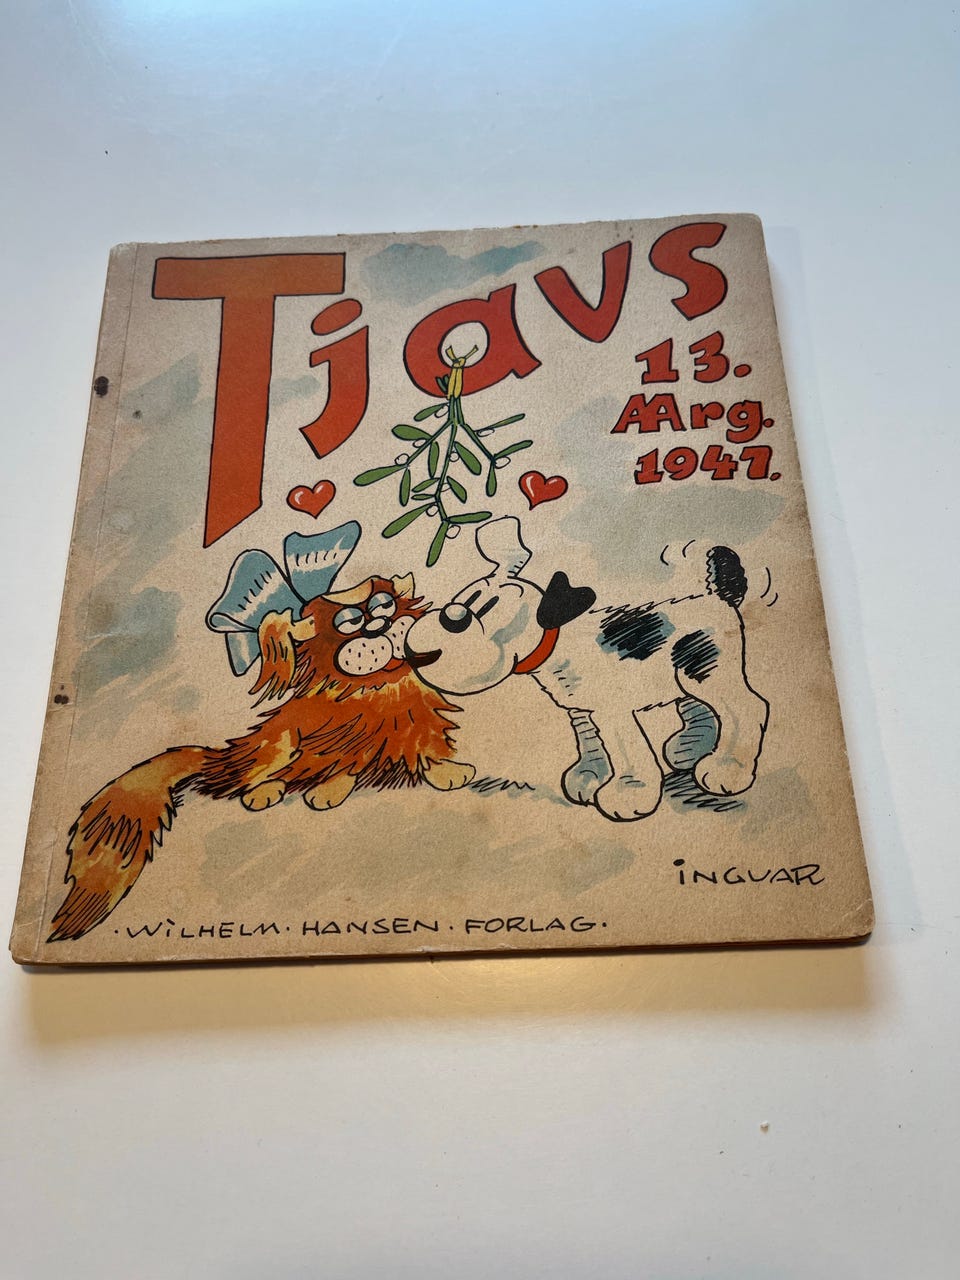 Tjavs
13.
AArg.
1947.
INGVAR
· WILHELM · HANSEN · FORLAG ·